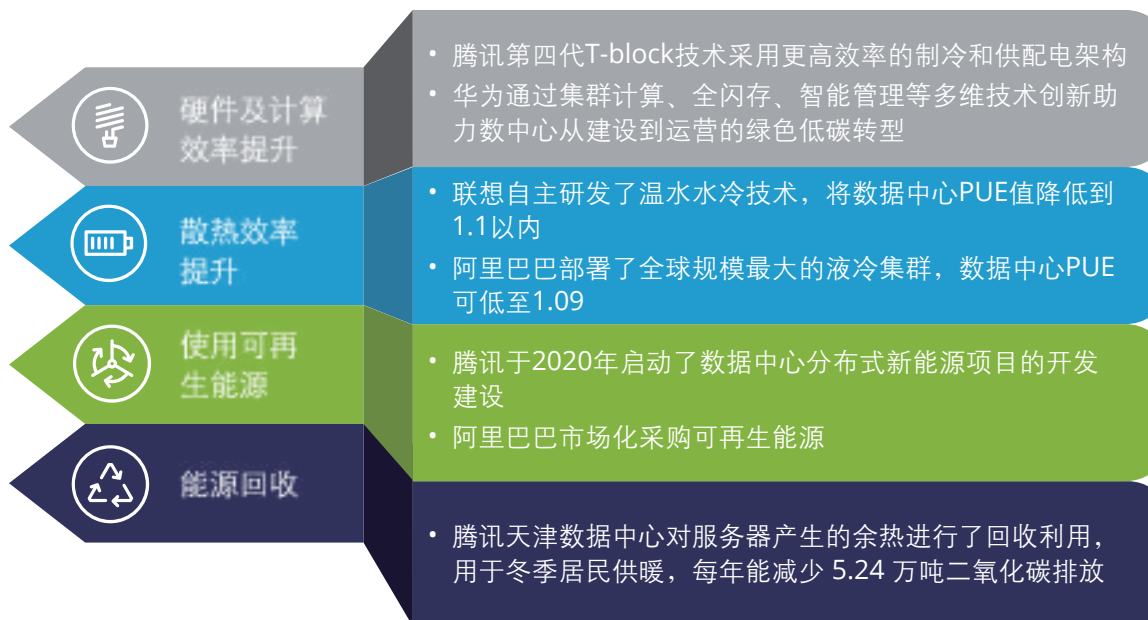 硬件及计算
效率提升
• 腾讯第四代T-block技术采用更高效率的制冷和供配电架构
• 华为通过集群计算、全闪存、智能管理等多维技术创新助
力数中心从建设到运营的绿色低碳转型
散热效率
提升
• 联想自主研发了温水水冷技术，将数据中心PUE值降低到
1.1以内
• 阿里巴巴部署了全球规模最大的液冷集群，数据中心PUE
可低至1.09
使用可再
生能源
• 腾讯于2020年启动了数据中心分布式新能源项目的开发
建设
• 阿里巴巴市场化采购可再生能源
能源回收
• 腾讯天津数据中心对服务器产生的余热进行了回收利用，
用于冬季居民供暖，每年能减少 5.24 万吨二氧化碳排放